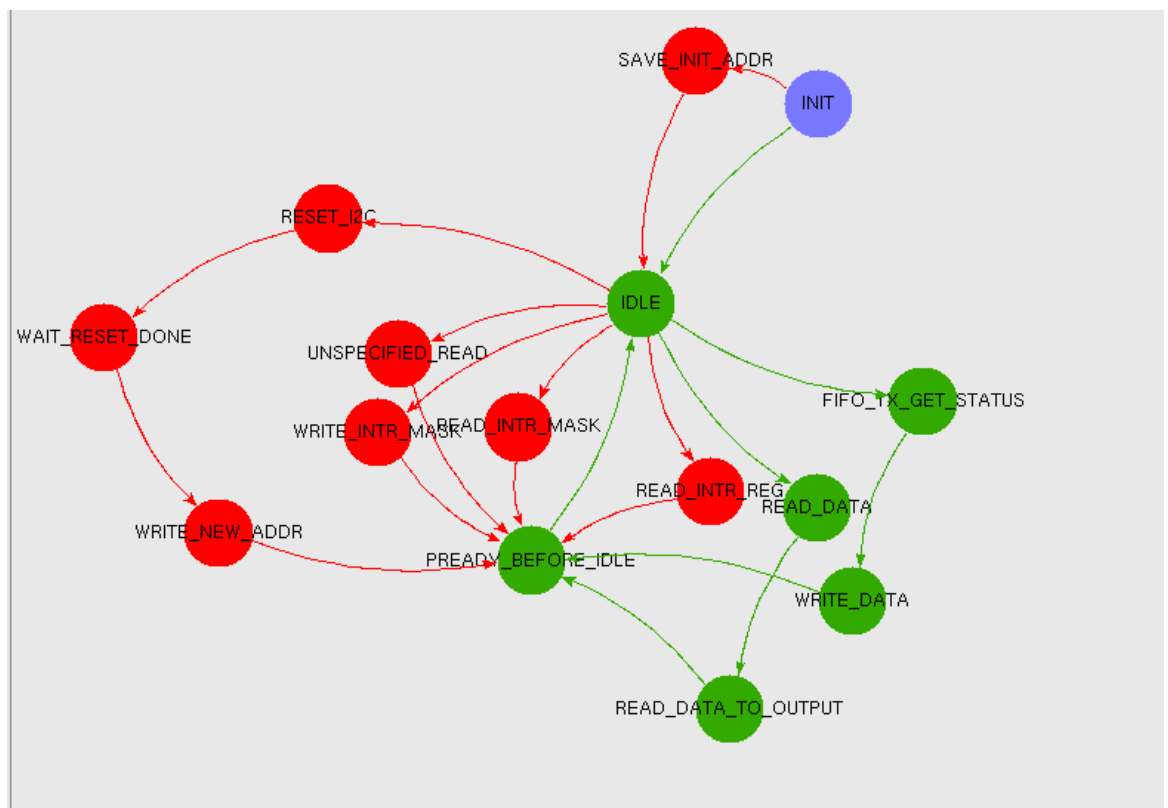 SAVE_INIT_ADDR
INIT
RESET_I2C
IDLE
WAIT_RESET_DONE
UNSPECIFIED_READ
FIFO_TX_GET_STATUS
WRITE_INTR_MASK
READ_INTR_MASK
READ_INTR_REG
READ_DATA
WRITE_NEW_ADDR
PREADY_BEFORE_IDLE
WRITE_DATA
READ_DATA_TO_OUTPUT